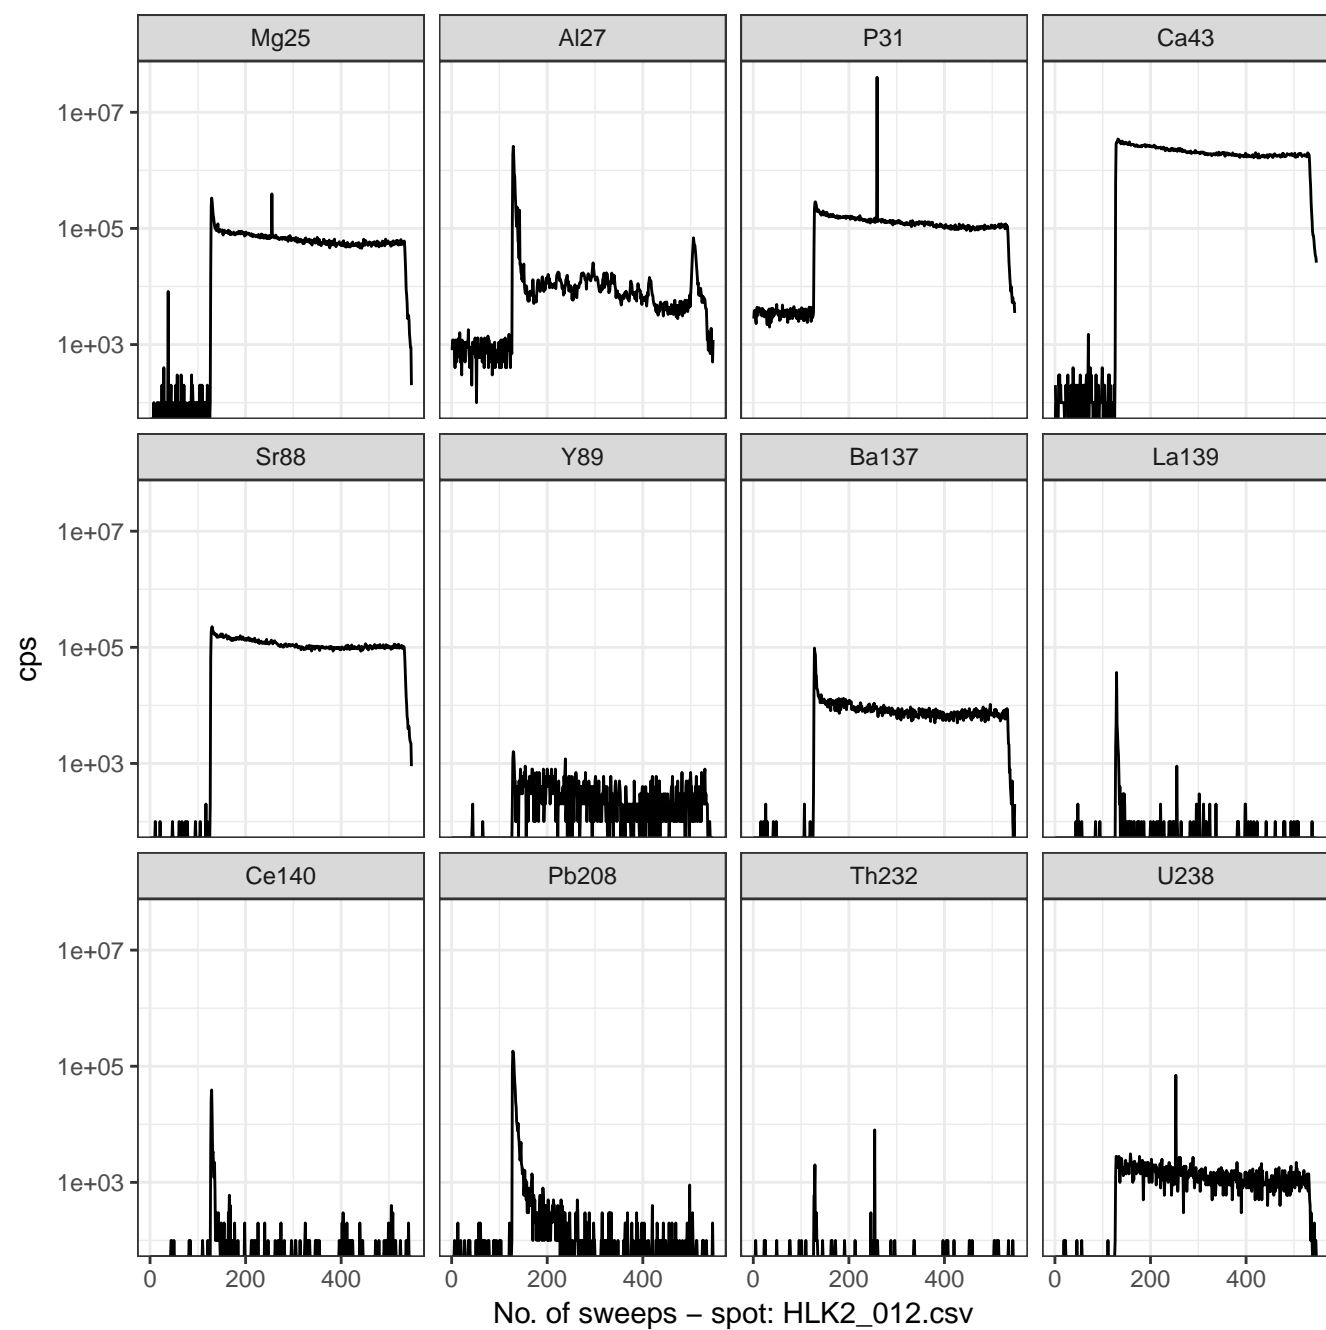 Mg25 Al27 P31 Ca43
1e+07
1e+05
1e+03
Sr88 Y89 Ba137 La139
1e+07
1e+05
1e+03
cps
Ce140 Pb208 Th232 U238
1e+07
1e+05
1e+03
0 200 400 0 200 400 0 200 400 0 200 400
No. of sweeps – spot: HLK2_012.csv